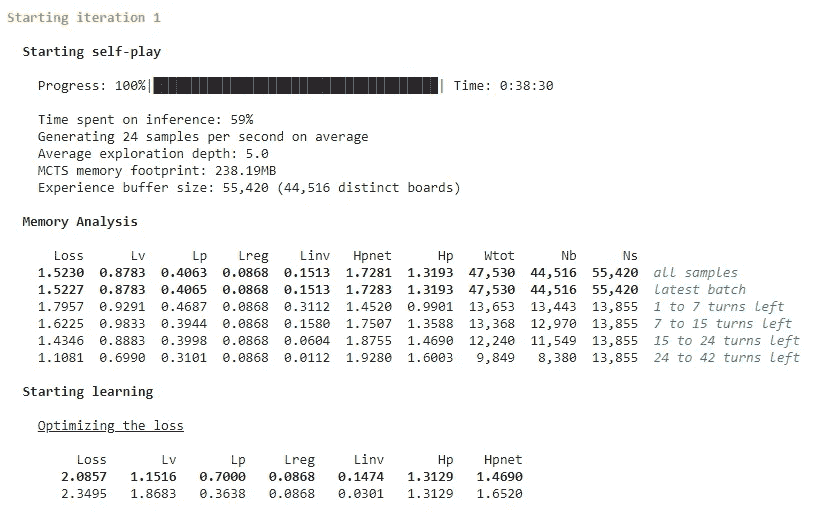 Starting iteration 1
Starting self-play
Progress: 100%| | Time: 0:38:30
Time spent on inference: 59%
Generating 24 samples per second on average
Average exploration depth: 5.0
MCTS memory footprint: 238.19MB
Experience buffer size: 55,420 (44,516 distinct boards)
Memory Analysis
Loss Lv Lp Lreg Linv Hpnet Hp Wtot Nb Ns
1.5230 0.8783 0.4063 0.0868 0.1513 1.7281 1.3193 47,530 44,516 55,420 all samples
1.5227 0.8783 0.4065 0.0868 0.1513 1.7283 1.3193 47,530 44,516 55,420 latest batch
1.7957 0.9291 0.4687 0.0868 0.3112 1.4520 0.9901 13,653 13,443 13,855 1 to 7 turns left
1.6225 0.9833 0.3944 0.0868 0.1580 1.7507 1.3588 13,368 12,970 13,855 7 to 15 turns left
1.4346 0.8883 0.3998 0.0868 0.0604 1.8755 1.4690 12,240 11,549 13,855 15 to 24 turns left
1.1081 0.6990 0.3101 0.0868 0.0112 1.9280 1.6003 9,849 8,380 13,855 24 to 42 turns left
Starting learning
Optimizing the loss
Loss Lv Lp Lreg Linv Hp Hpnet
2.0857 1.1516 0.7000 0.0868 0.1474 1.3129 1.4690
2.3495 1.8683 0.3638 0.0868 0.0301 1.3129 1.6520